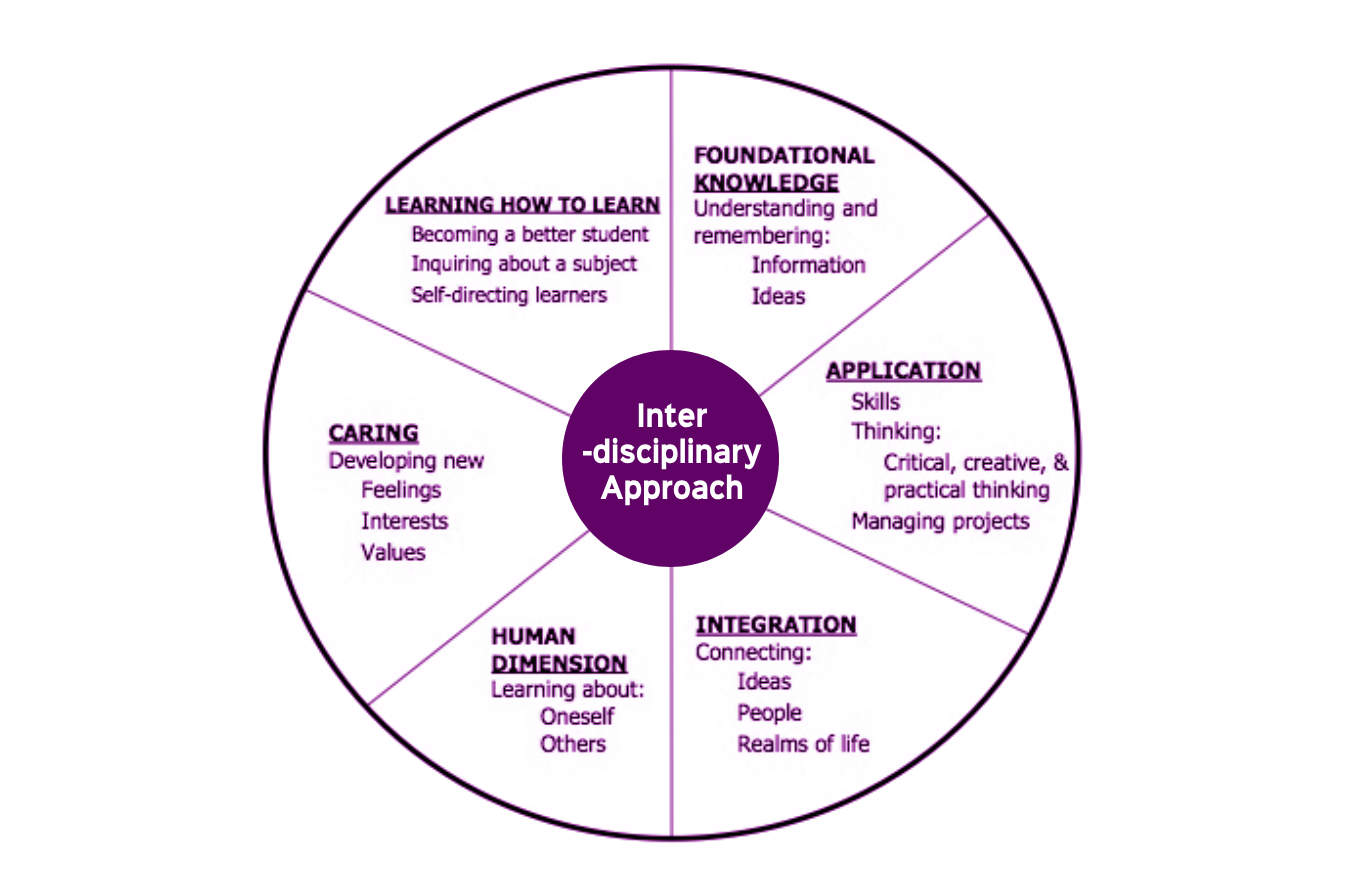 FOUNDATIONAL
KNOWLEDGE
Understanding and
remembering:
Information
Ideas
APPLICATION
Skills
Thinking:
Critical, creative, &
practical thinking
Managing projects
INTEGRATION
Connecting:
Ideas
People
Realms of life
HUMAN
DIMENSION
Learning about:
Oneself
Others
CARING
Developing new
Feelings
Interests
Values
LEARNING HOW TO LEARN
Becoming a better student
Inquiring about a subject
Self-directing learners
Inter
-disciplinary
Approach